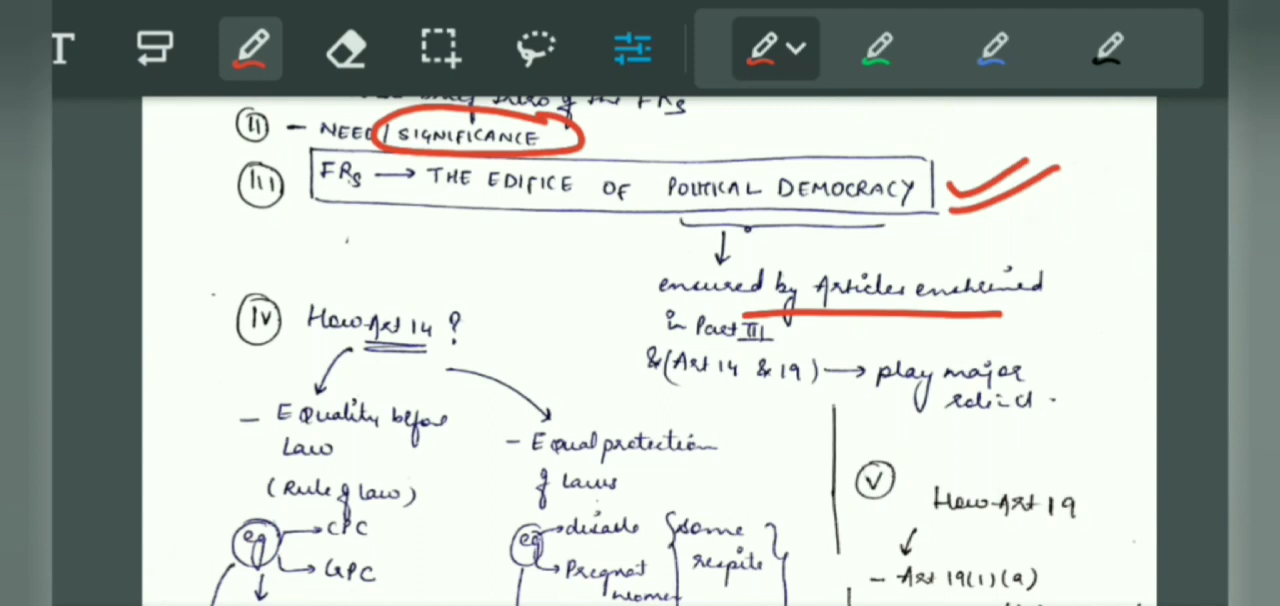 T
FRs
II - NEED / SIGNIFICANCE
III FRs → THE EDIFICE OF POLITICAL DEMOCRACY
ensured by Articles enshrined
in Part III
& (Art 14 & 19) → play major
IV How Art 14 ?
- Equality before
Law
(Rule of law)
eg → CPC
→
- Equal protection
of laws
eg → disable
→ Pregnat
women
some
respite
V
How Art 19
- Art 19(1)(a)